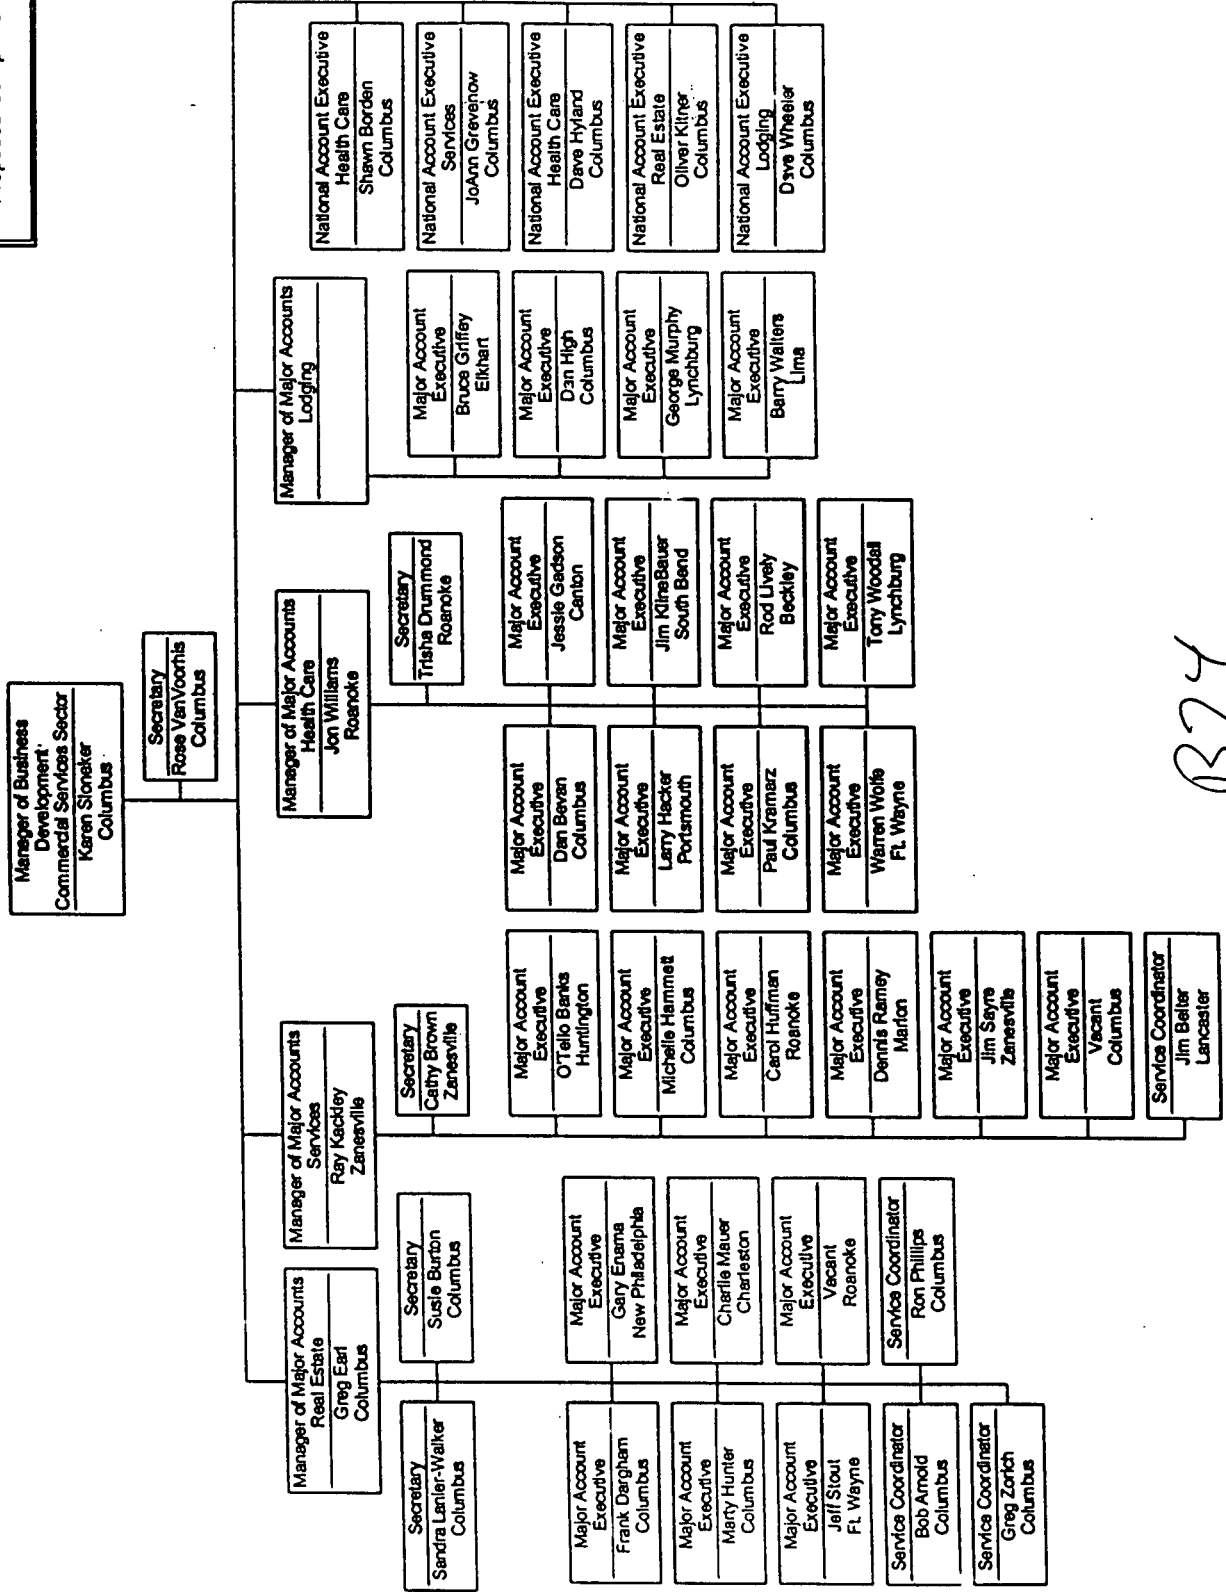 Manager of Business
Development
Commercial Services Sector
Karen Sloneker
Columbus
Secretary
Rose VanVoorhis
Columbus
Manager of Major Accounts
Real Estate
Greg Earl
Columbus
Secretary
Sandra Lanier-Walker
Columbus
Secretary
Susie Burton
Columbus
Major Account
Executive
Frank Dargham
Columbus
Major Account
Executive
Gary Enama
New Philadelphia
Major Account
Executive
Marty Hunter
Columbus
Major Account
Executive
Charlie Mauer
Charleston
Major Account
Executive
Jeff Stout
Ft. Wayne
Major Account
Executive
Vacant
Roanoke
Service Coordinator
Bob Arnold
Columbus
Service Coordinator
Ron Phillips
Columbus
Service Coordinator
Greg Zorich
Columbus
Manager of Major Accounts
Services
Ray Kackley
Zanesville
Secretary
Cathy Brown
Zanesville
Major Account
Executive
O'Tello Banks
Huntington
Major Account
Executive
Michelle Hammett
Columbus
Major Account
Executive
Carol Huffman
Roanoke
Major Account
Executive
Dennis Ramey
Marion
Major Account
Executive
Jim Sayre
Zanesville
Major Account
Executive
Vacant
Columbus
Service Coordinator
Jim Belter
Lancaster
Manager of Major Accounts
Health Care
Jon Williams
Roanoke
Secretary
Trisha Drummond
Roanoke
Major Account
Executive
Dan Bevan
Columbus
Major Account
Executive
Jessie Gadson
Canton
Major Account
Executive
Larry Hacker
Portsmouth
Major Account
Executive
Jim KlineBauer
South Bend
Major Account
Executive
Paul Kramarz
Columbus
Major Account
Executive
Rod Lively
Beckley
Major Account
Executive
Warren Wolfe
Ft. Wayne
Major Account
Executive
Tony Woodall
Lynchburg
Manager of Major Accounts
Lodging
Major Account
Executive
Bruce Griffey
Elkhart
Major Account
Executive
Dan High
Columbus
Major Account
Executive
George Murphy
Lynchburg
Major Account
Executive
Barry Walters
Lima
National Account Executive
Health Care
Shawn Borden
Columbus
National Account Executive
Services
JoAnn Grevenow
Columbus
National Account Executive
Health Care
Dave Hyland
Columbus
National Account Executive
Real Estate
Oliver Kitner
Columbus
National Account Executive
Lodging
Dave Wheeler
Columbus
B24